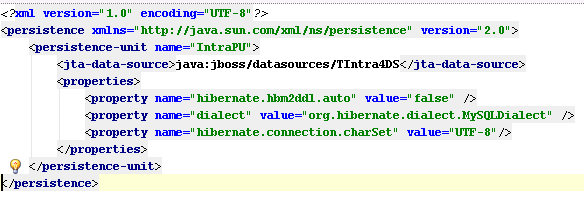 <?xml version="1.0" encoding="UTF-8"?>
<persistence xmlns="http://java.sun.com/xml/ns/persistence" version="2.0">
<persistence-unit name="IntraPU">
<jta-data-source>java:jboss/datasources/TIntra4DS</jta-data-source>
<properties>
<property name="hibernate.hbm2ddl.auto" value="false" />
<property name="dialect" value="org.hibernate.dialect.MySQLDialect" />
<property name="hibernate.connection.charSet" value="UTF-8"/>
</properties>
</persistence-unit>
</persistence>